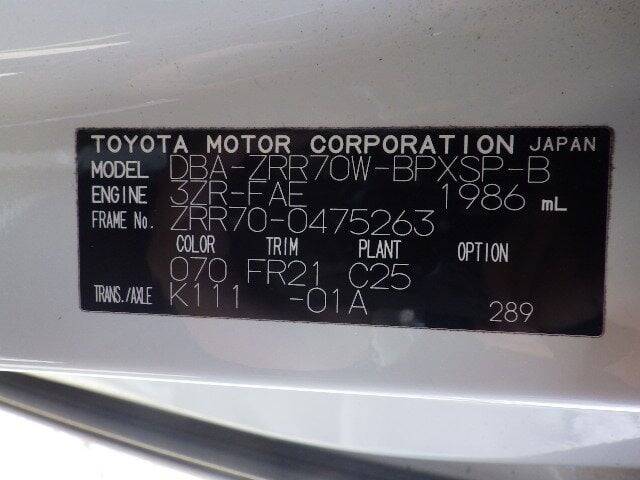 TOYOTA MOTOR CORPORATION JAPAN
MODEL DBA-ZRR70W-BPXSP-B
ENGINE 3ZR-FAE 1986 mL
FRAME No. ZRR70-0475263
COLOR TRIM PLANT OPTION
070 FR21 C25
TRANS./AXLE K111 -01A 289